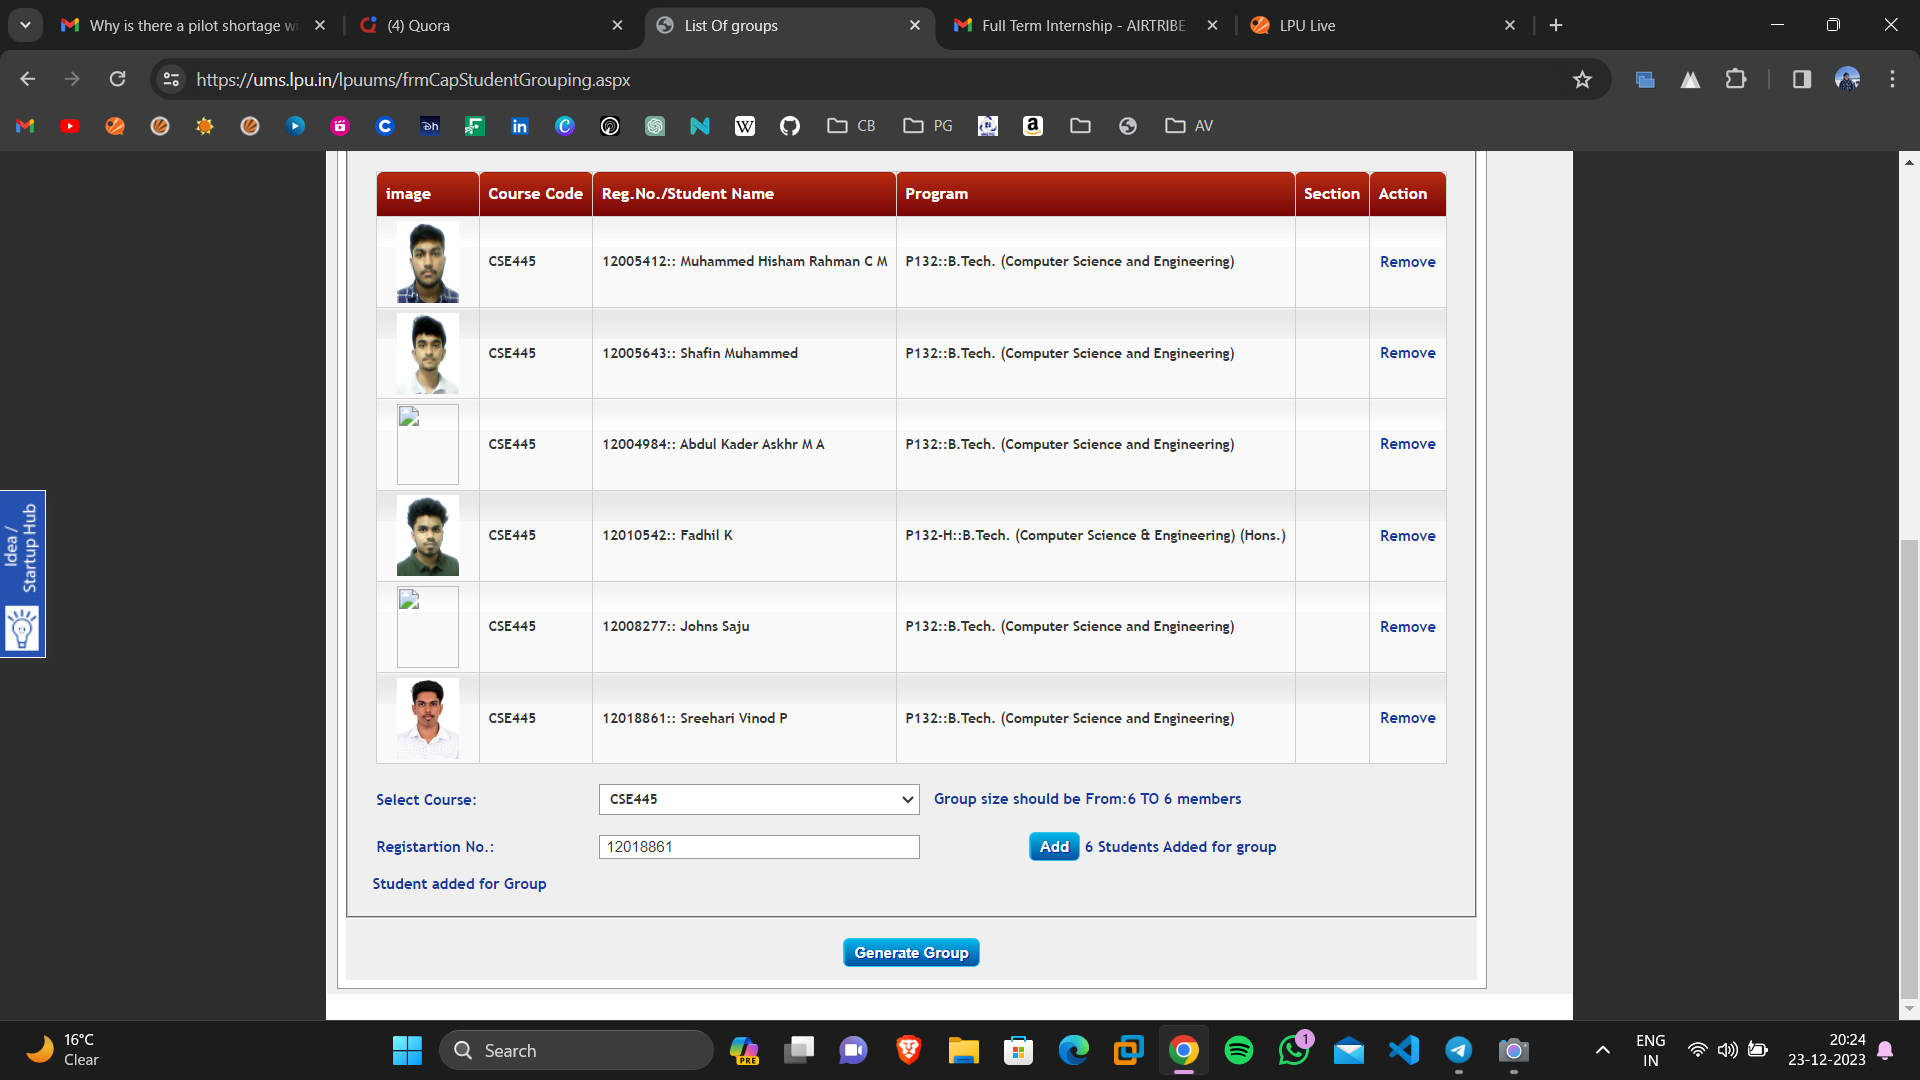 Why is there a pilot shortage wi
(4) Quora
List Of groups
Full Term Internship - AIRTRIBE
LPU Live
https://ums.lpu.in/lpuums/frmCapStudentGrouping.aspx
CB
PG
AV
image Course Code Reg.No./Student Name Program Section Action
CSE445 12005412:: Muhammed Hisham Rahman C M P132::B.Tech. (Computer Science and Engineering) Remove
CSE445 12005643:: Shafin Muhammed P132::B.Tech. (Computer Science and Engineering) Remove
CSE445 12004984:: Abdul Kader Askhr M A P132::B.Tech. (Computer Science and Engineering) Remove
CSE445 12010542:: Fadhil K P132-H::B.Tech. (Computer Science & Engineering) (Hons.) Remove
CSE445 12008277:: Johns Saju P132::B.Tech. (Computer Science and Engineering) Remove
CSE445 12018861:: Sreehari Vinod P P132::B.Tech. (Computer Science and Engineering) Remove
Idea /
Startup Hub
Select Course: CSE445 Group size should be From:6 TO 6 members
Registartion No.: 12018861 Add 6 Students Added for group
Student added for Group
Generate Group
16°C
Clear
Search
PRE
1
ENG
IN
20:24
23-12-2023